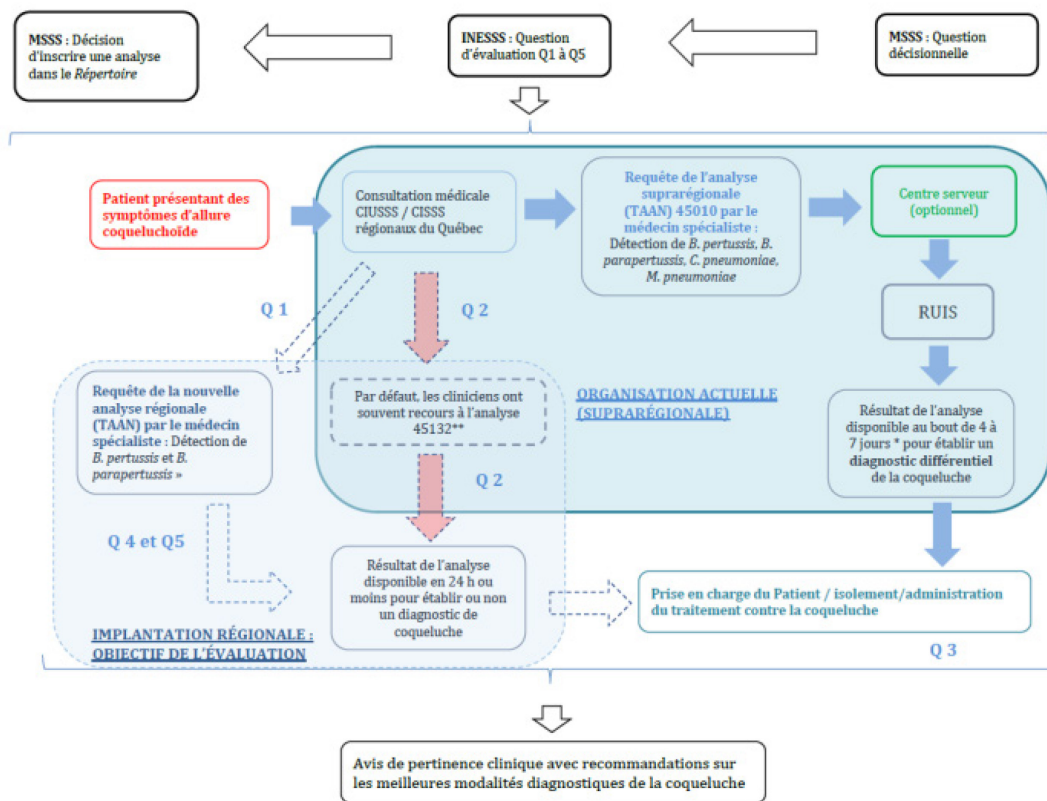 MSSS : Décision
d'inscrire une analyse
dans le Répertoire
INESSS : Question
d'évaluation Q1 à Q5
MSSS : Question
décisionnelle
Patient présentant des
symptômes d'allure
coqueluchoïde
Consultation médicale
CIUSSS / CISSS
régionaux du Québec
Requête de l'analyse
suprarégionale
(TAAN) 45010 par le
médecin spécialiste :
Détection de B. pertussis, B.
parapertussis, C. pneumoniae,
M. pneumoniae
Centre serveur
(optionnel)
Q 1
Q 2
RUIS
Requête de la nouvelle
analyse régionale
(TAAN) par le médecin
spécialiste : Détection de
B. pertussis et B.
parapertussis »
Par défaut, les cliniciens ont
souvent recours à l'analyse
45132**
ORGANISATION ACTUELLE
(SUPRARÉGIONALE)
Résultat de l'analyse
disponible au bout de 4 à
7 jours * pour établir un
diagnostic différentiel
de la coqueluche
Q 2
Q 4 et Q5
Résultat de l'analyse
disponible en 24 h ou
moins pour établir ou non
un diagnostic de
coqueluche
Prise en charge du Patient / isolement/administration
du traitement contre la coqueluche
IMPLANTATION RÉGIONALE :
OBJECTIF DE L'ÉVALUATION
Q 3
Avis de pertinence clinique avec recommandations sur
les meilleures modalités diagnostiques de la coqueluche